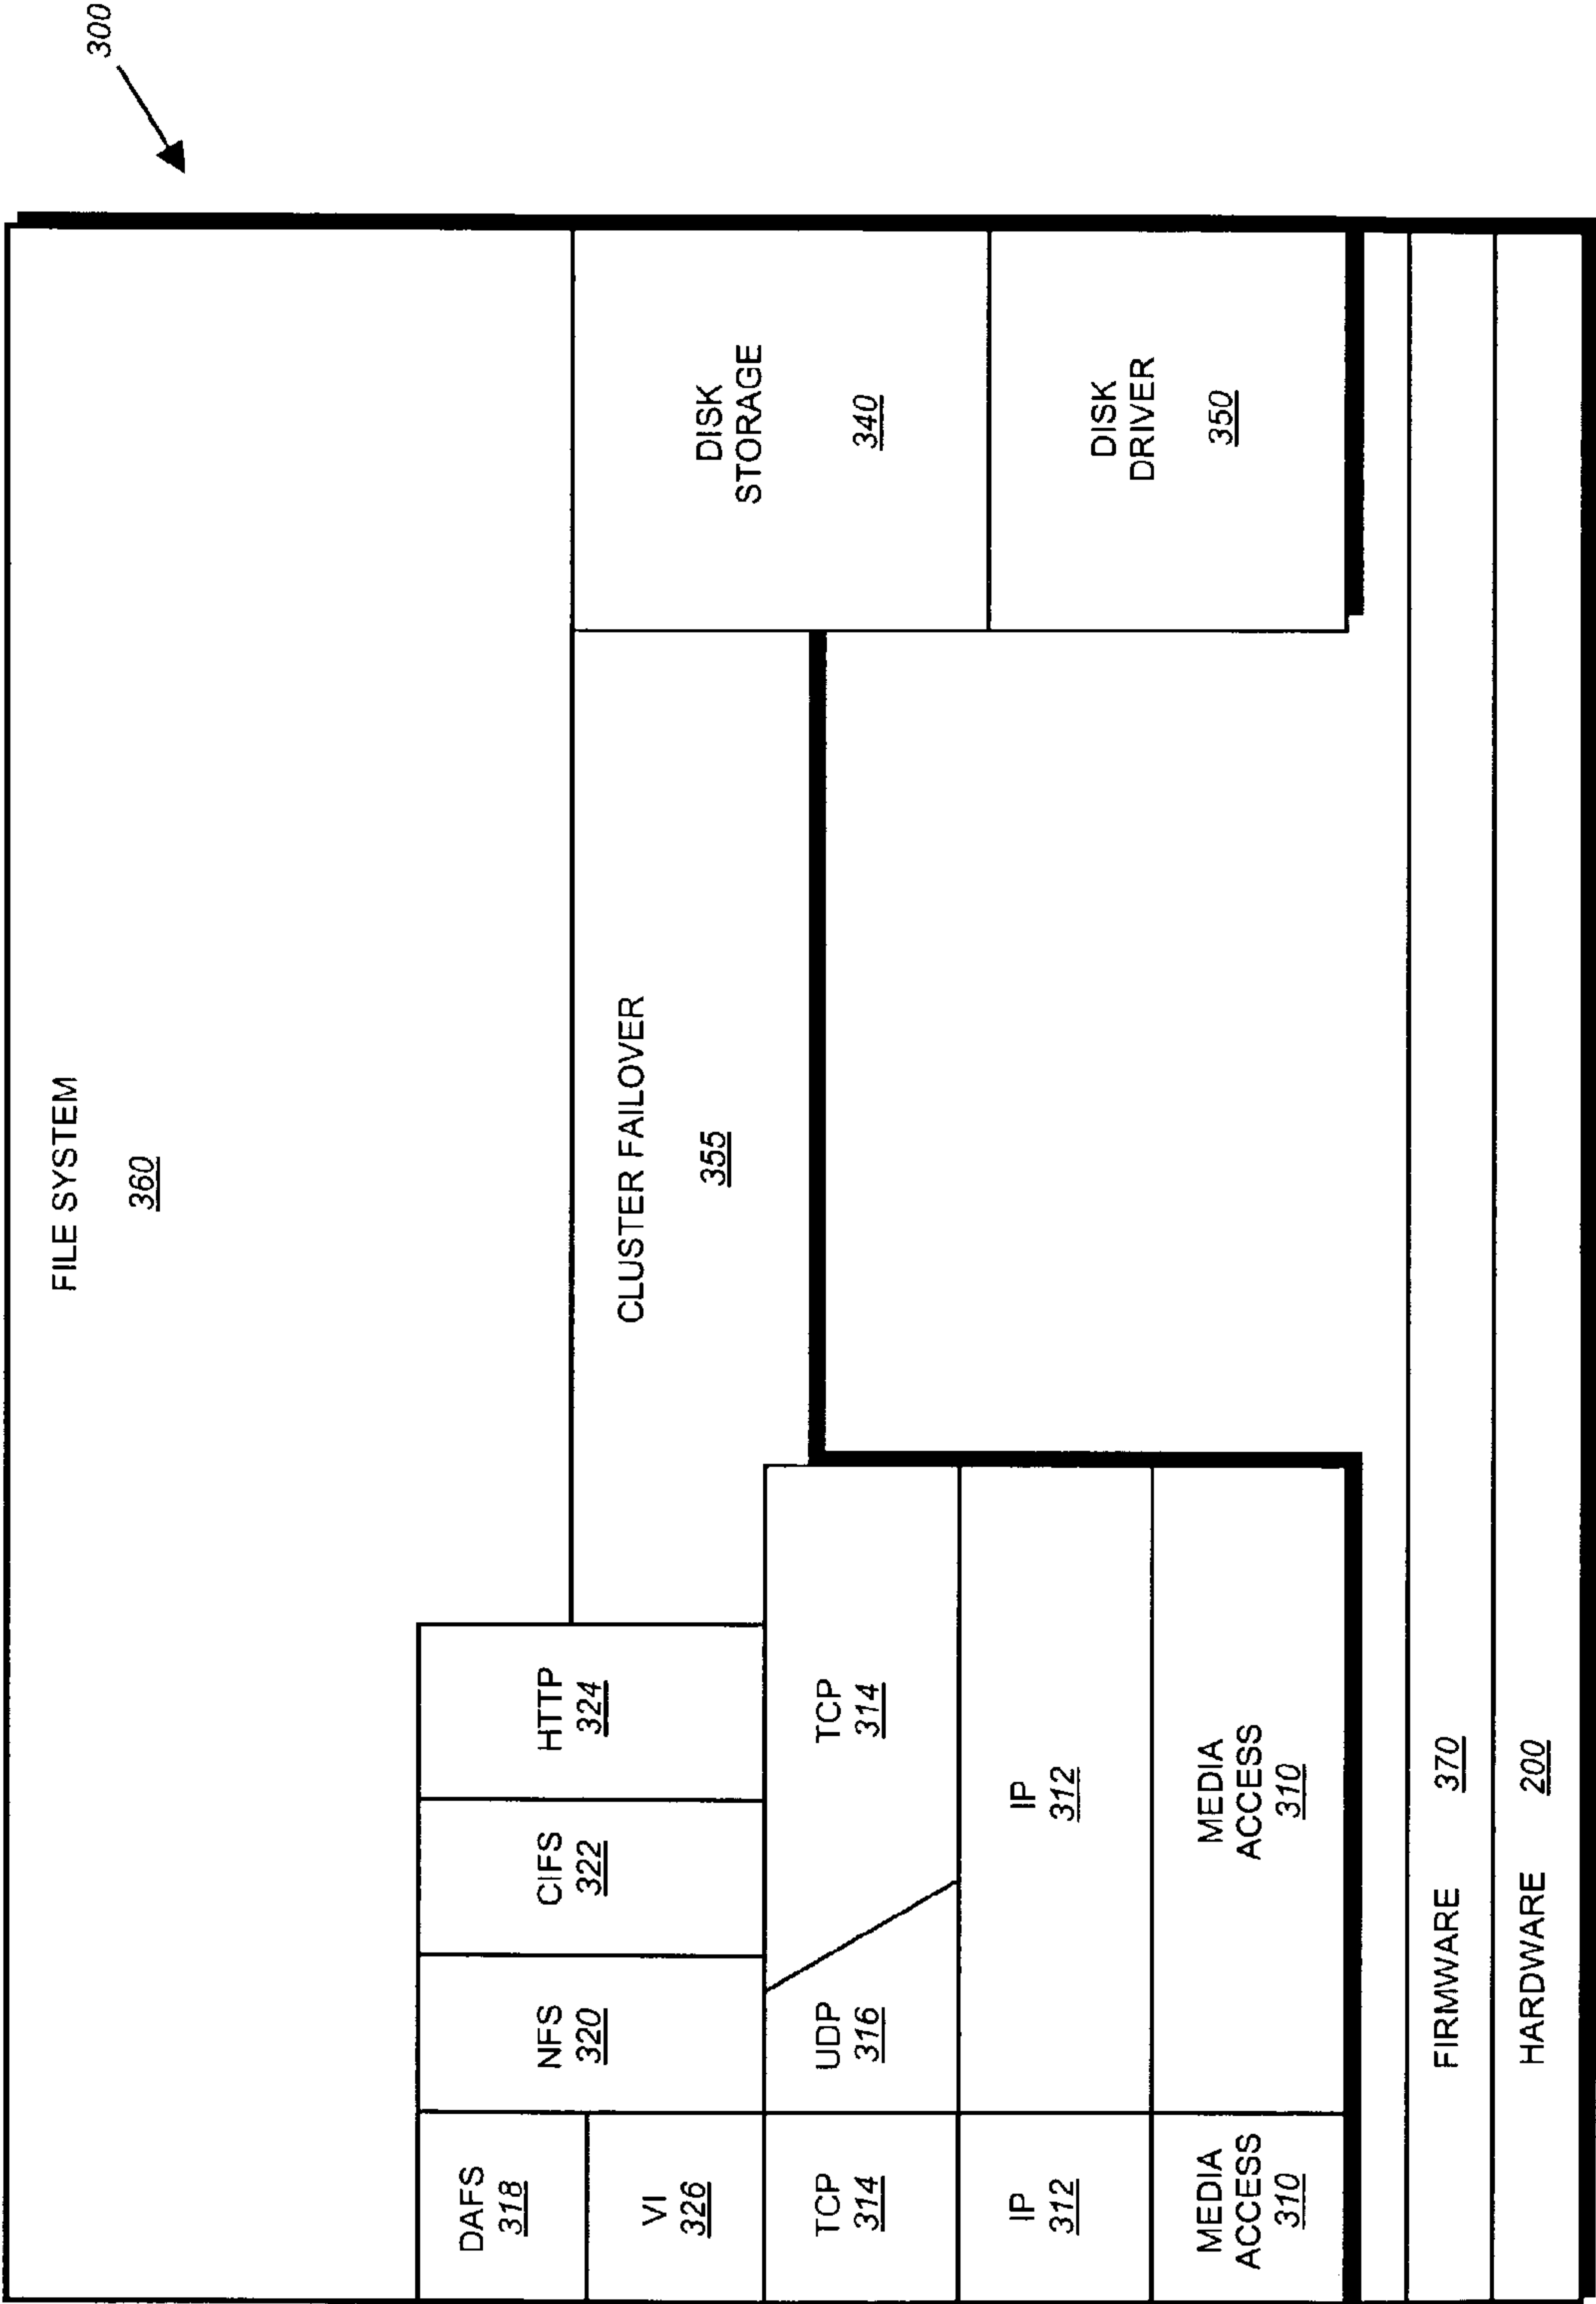 300
FILE SYSTEM
360
DAFS
318
VI
326
NFS
320
CIFS
322
HTTP
324
CLUSTER FAILOVER
355
DISK
STORAGE
340
TCP
314
UDP
316
TCP
314
IP
312
IP
312
DISK
DRIVER
350
MEDIA
ACCESS
310
MEDIA
ACCESS
310
FIRMWARE 370
HARDWARE 200